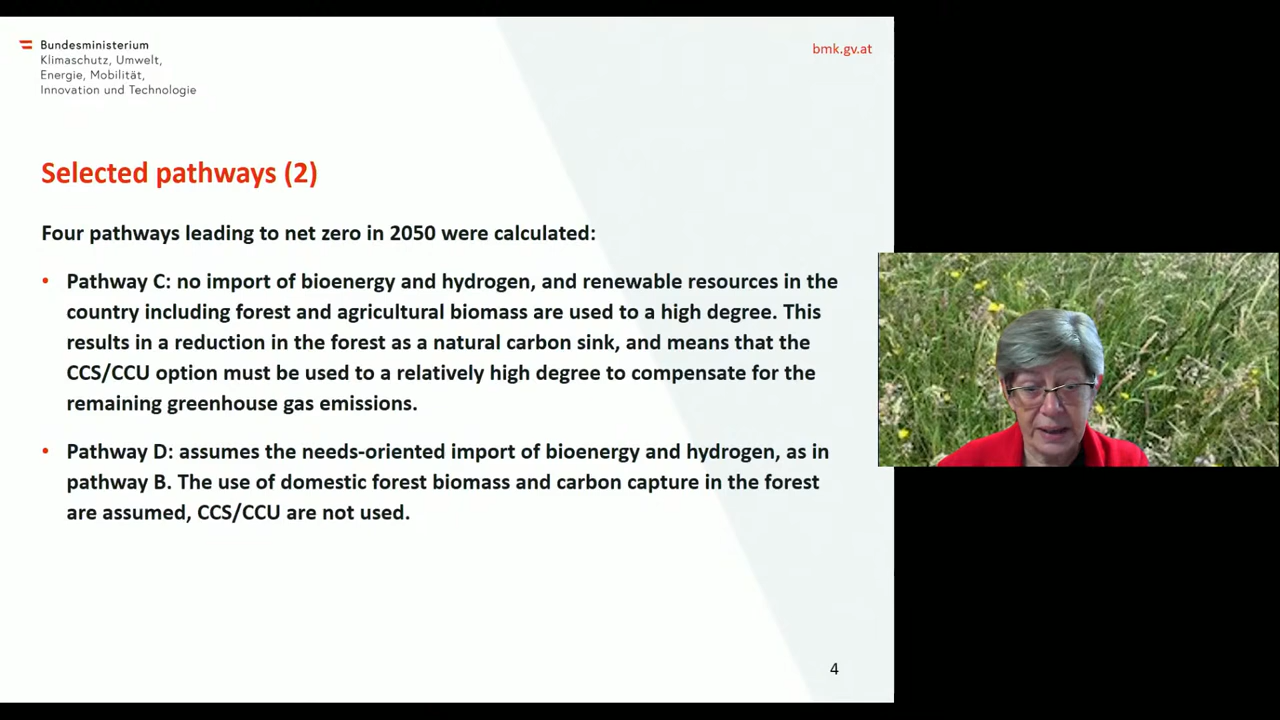 Bundesministerium
Klimaschutz, Umwelt,
Energie, Mobilität,
Innovation und Technologie
bmk.gv.at
Selected pathways (2)
Four pathways leading to net zero in 2050 were calculated:
• Pathway C: no import of bioenergy and hydrogen, and renewable resources in the
country including forest and agricultural biomass are used to a high degree. This
results in a reduction in the forest as a natural carbon sink, and means that the
CCS/CCU option must be used to a relatively high degree to compensate for the
remaining greenhouse gas emissions.
• Pathway D: assumes the needs-oriented import of bioenergy and hydrogen, as in
pathway B. The use of domestic forest biomass and carbon capture in the forest
are assumed, CCS/CCU are not used.
4